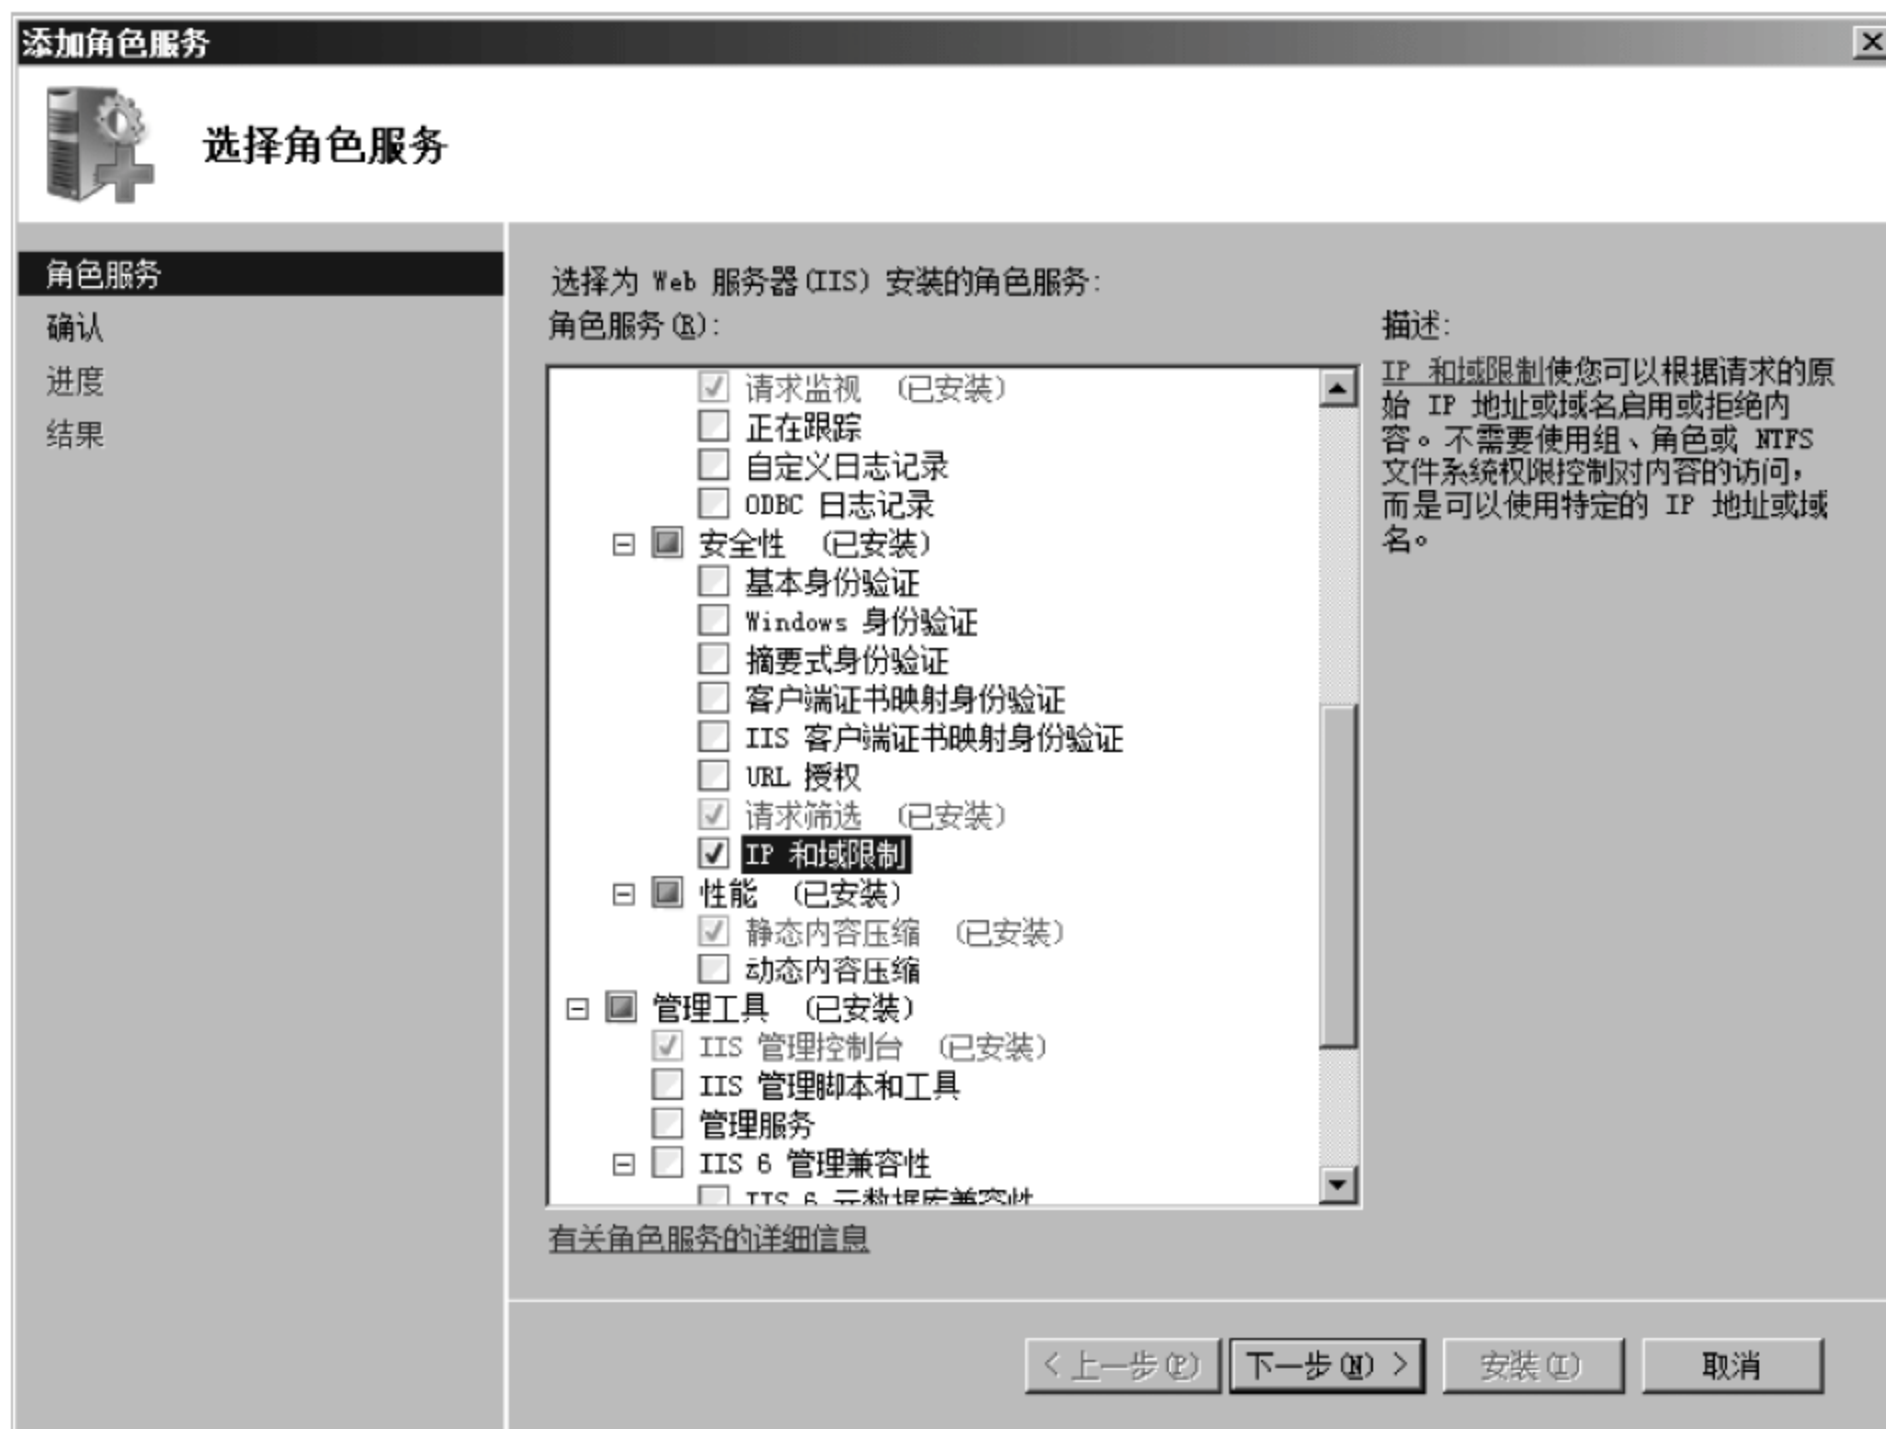 添加角色服务
选择角色服务
角色服务
确认
进度
结果
选择为 Web 服务器(IIS) 安装的角色服务:
角色服务(R):
请求监视 (已安装)
正在跟踪
自定义日志记录
ODBC 日志记录
安全性 (已安装)
基本身份验证
Windows 身份验证
摘要式身份验证
客户端证书映射身份验证
IIS 客户端证书映射身份验证
URL 授权
请求筛选 (已安装)
IP 和域限制
性能 (已安装)
静态内容压缩 (已安装)
动态内容压缩
管理工具 (已安装)
IIS 管理控制台 (已安装)
IIS 管理脚本和工具
管理服务
IIS 6 管理兼容性
IIS 6 元数据库兼容性
有关角色服务的详细信息
描述:
IP 和域限制使您可以根据请求的原
始 IP 地址或域名启用或拒绝内
容。不需要使用组、角色或 NTFS
文件系统权限控制对内容的访问，
而是可以使用特定的 IP 地址或域
名。
< 上一步(P)
下一步(N) >
安装(I)
取消